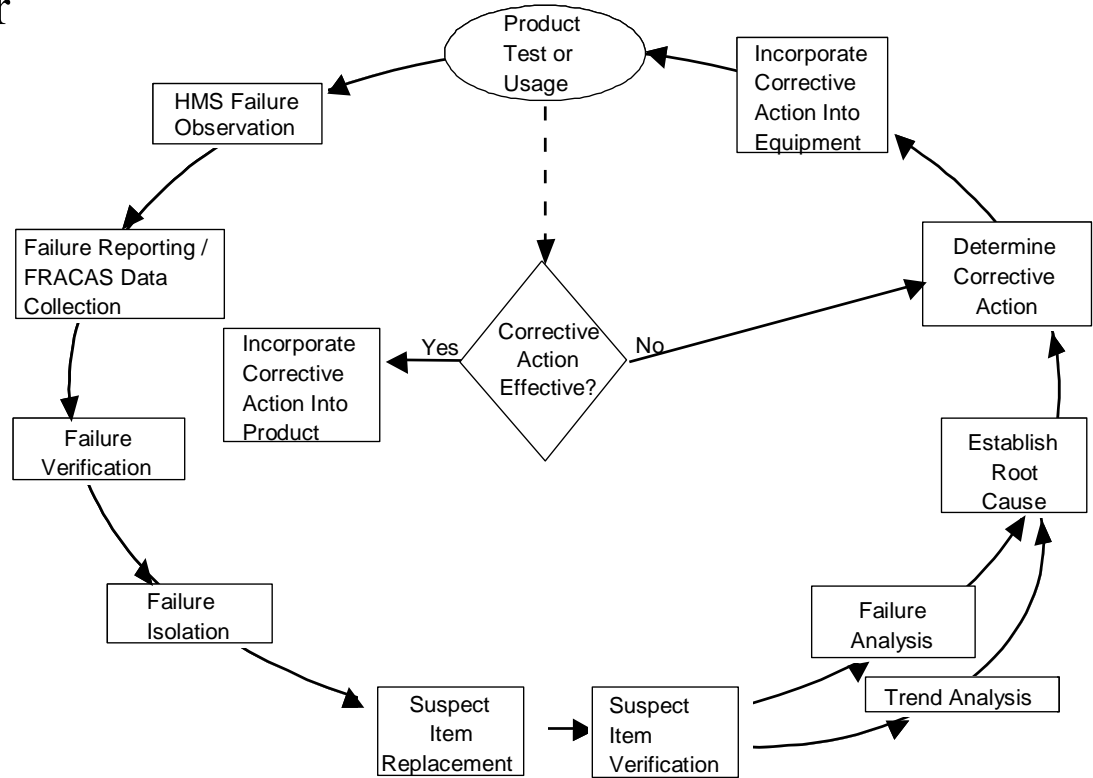 r
Product
Test or
Usage
Incorporate
Corrective
Action Into
Equipment
HMS Failure
Observation
Failure Reporting /
FRACAS Data
Collection
Determine
Corrective
Action
Incorporate
Corrective
Action Into
Product
Yes
Corrective
Action
Effective?
No
Failure
Verification
Establish
Root
Cause
Failure
Isolation
Failure
Analysis
Trend Analysis
Suspect
Item
Replacement
Suspect
Item
Verification